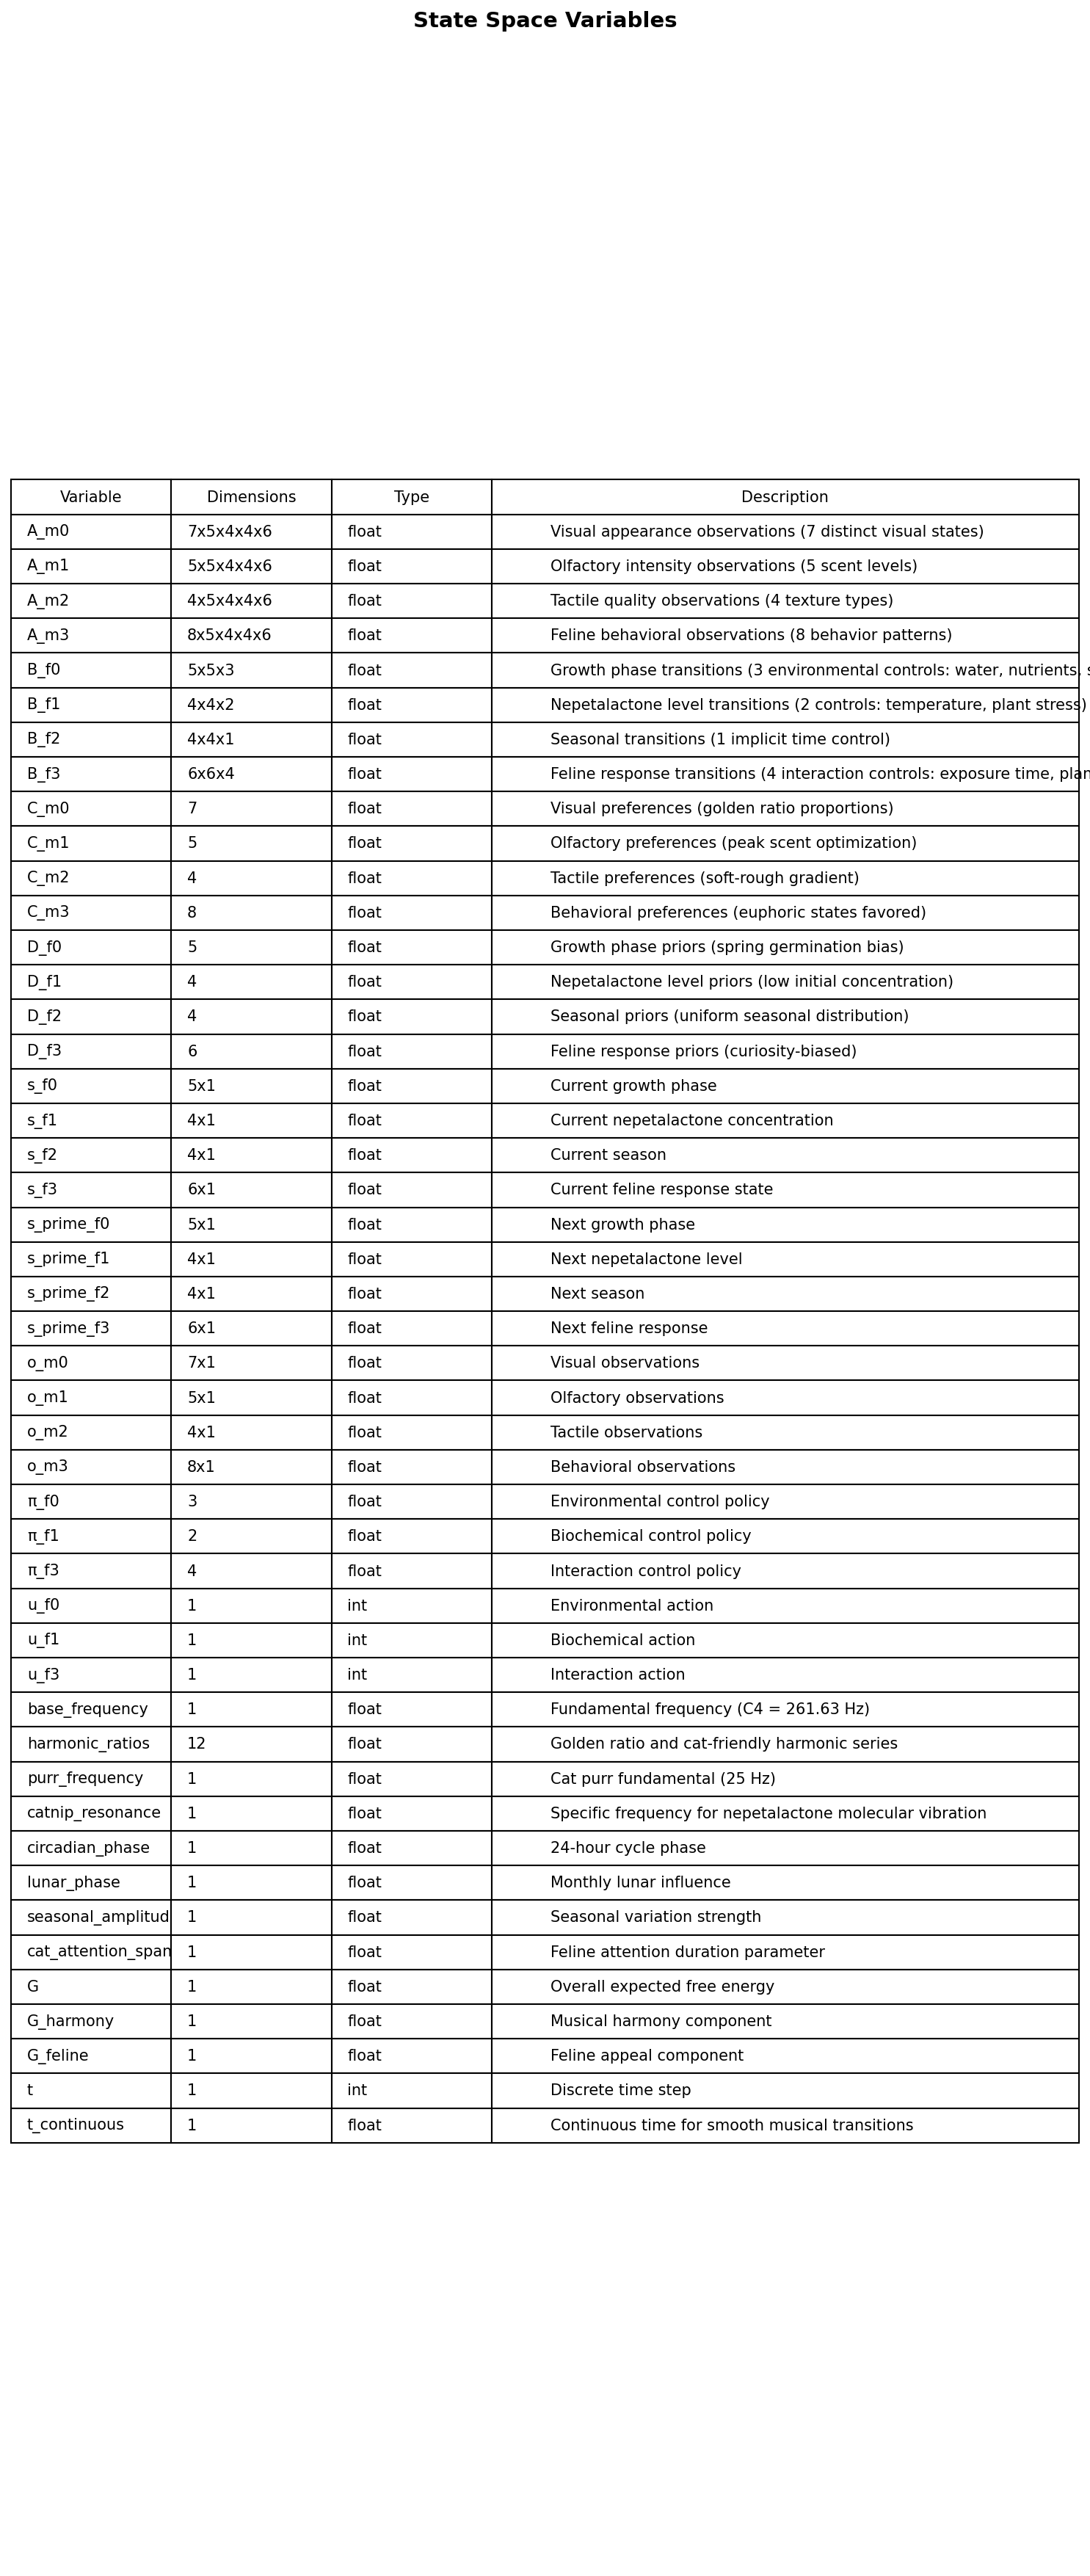 State Space Variables
Variable Dimensions Type Description
A_m0 7x5x4x4x6 float Visual appearance observations (7 distinct visual states)
A_m1 5x5x4x4x6 float Olfactory intensity observations (5 scent levels)
A_m2 4x5x4x4x6 float Tactile quality observations (4 texture types)
A_m3 8x5x4x4x6 float Feline behavioral observations (8 behavior patterns)
B_f0 5x5x3 float Growth phase transitions (3 environmental controls: water, nutrients,
B_f1 4x4x2 float Nepetalactone level transitions (2 controls: temperature, plant stress)
B_f2 4x4x1 float Seasonal transitions (1 implicit time control)
B_f3 6x6x4 float Feline response transitions (4 interaction controls: exposure time,
C_m0 7 float Visual preferences (golden ratio proportions)
C_m1 5 float Olfactory preferences (peak scent optimization)
C_m2 4 float Tactile preferences (soft-rough gradient)
C_m3 8 float Behavioral preferences (euphoric states favored)
D_f0 5 float Growth phase priors (spring germination bias)
D_f1 4 float Nepetalactone level priors (low initial concentration)
D_f2 4 float Seasonal priors (uniform seasonal distribution)
D_f3 6 float Feline response priors (curiosity-biased)
s_f0 5x1 float Current growth phase
s_f1 4x1 float Current nepetalactone concentration
s_f2 4x1 float Current season
s_f3 6x1 float Current feline response state
s_prime_f0 5x1 float Next growth phase
s_prime_f1 4x1 float Next nepetalactone level
s_prime_f2 4x1 float Next season
s_prime_f3 6x1 float Next feline response
o_m0 7x1 float Visual observations
o_m1 5x1 float Olfactory observations
o_m2 4x1 float Tactile observations
o_m3 8x1 float Behavioral observations
π_f0 3 float Environmental control policy
π_f1 2 float Biochemical control policy
π_f3 4 float Interaction control policy
u_f0 1 int Environmental action
u_f1 1 int Biochemical action
u_f3 1 int Interaction action
base_frequency 1 float Fundamental frequency (C4 = 261.63 Hz)
harmonic_ratios 12 float Golden ratio and cat-friendly harmonic series
purr_frequency 1 float Cat purr fundamental (25 Hz)
catnip_resonance 1 float Specific frequency for nepetalactone molecular vibration
circadian_phase 1 float 24-hour cycle phase
lunar_phase 1 float Monthly lunar influence
seasonal_amplitud 1 float Seasonal variation strength
cat_attention_span 1 float Feline attention duration parameter
G 1 float Overall expected free energy
G_harmony 1 float Musical harmony component
G_feline 1 float Feline appeal component
t 1 int Discrete time step
t_continuous 1 float Continuous time for smooth musical transitions